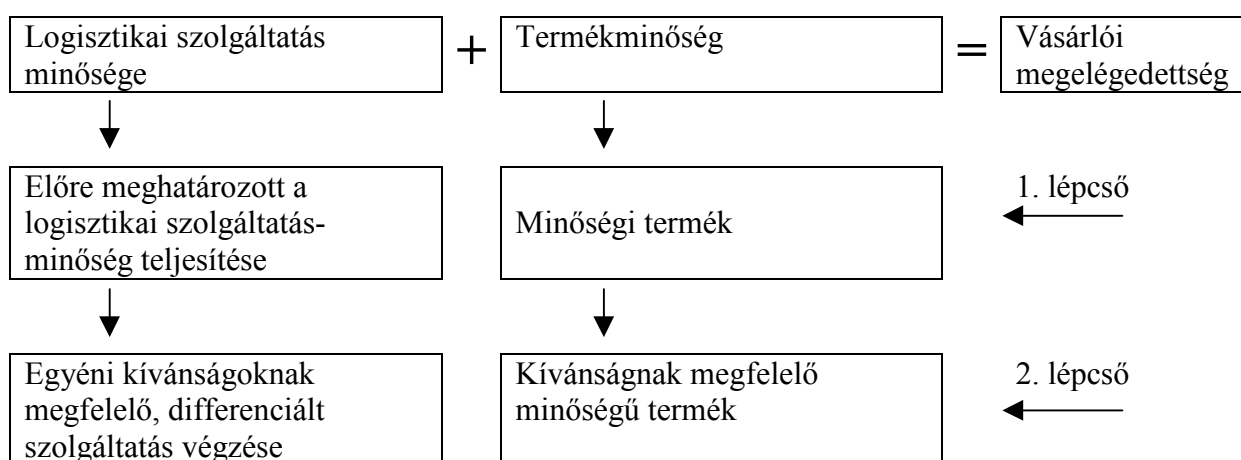 Logisztikai szolgáltatás
minősége
+
Termékminőség
=
Vásárlói
megelégedettség
Előre meghatározott a
logisztikai szolgáltatás-
minőség teljesítése
Minőségi termék
1. lépcső
Egyéni kívánságoknak
megfelelő, differenciált
szolgáltatás végzése
Kívánságnak megfelelő
minőségű termék
2. lépcső